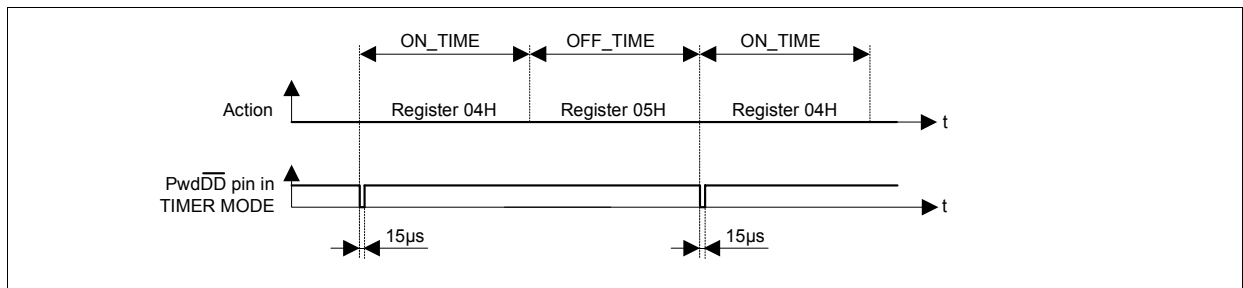 ON_TIME OFF_TIME ON_TIME
Action Register 04H Register 05H Register 04H
t
PwdDD pin in
TIMER MODE
t
15µs 15µs